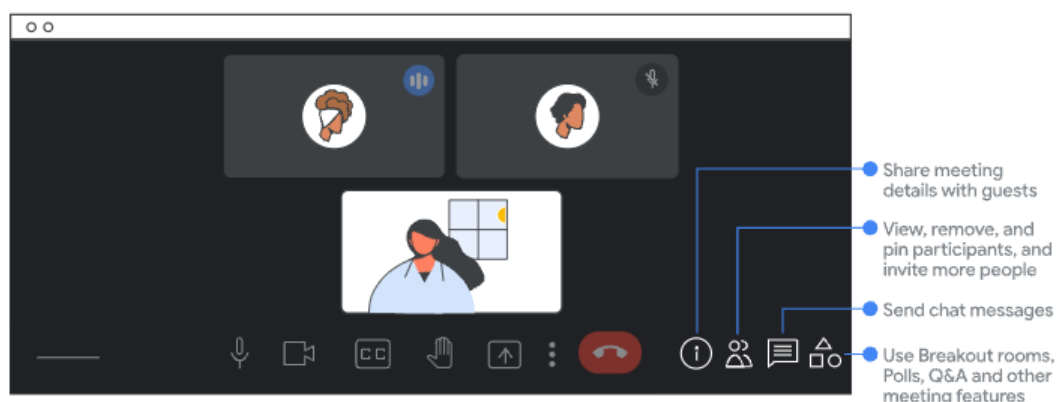 Share meeting
details with guests
View, remove, and
pin participants, and
invite more people
Send chat messages
CC
Use Breakout rooms,
Polls, Q&A and other
meeting features